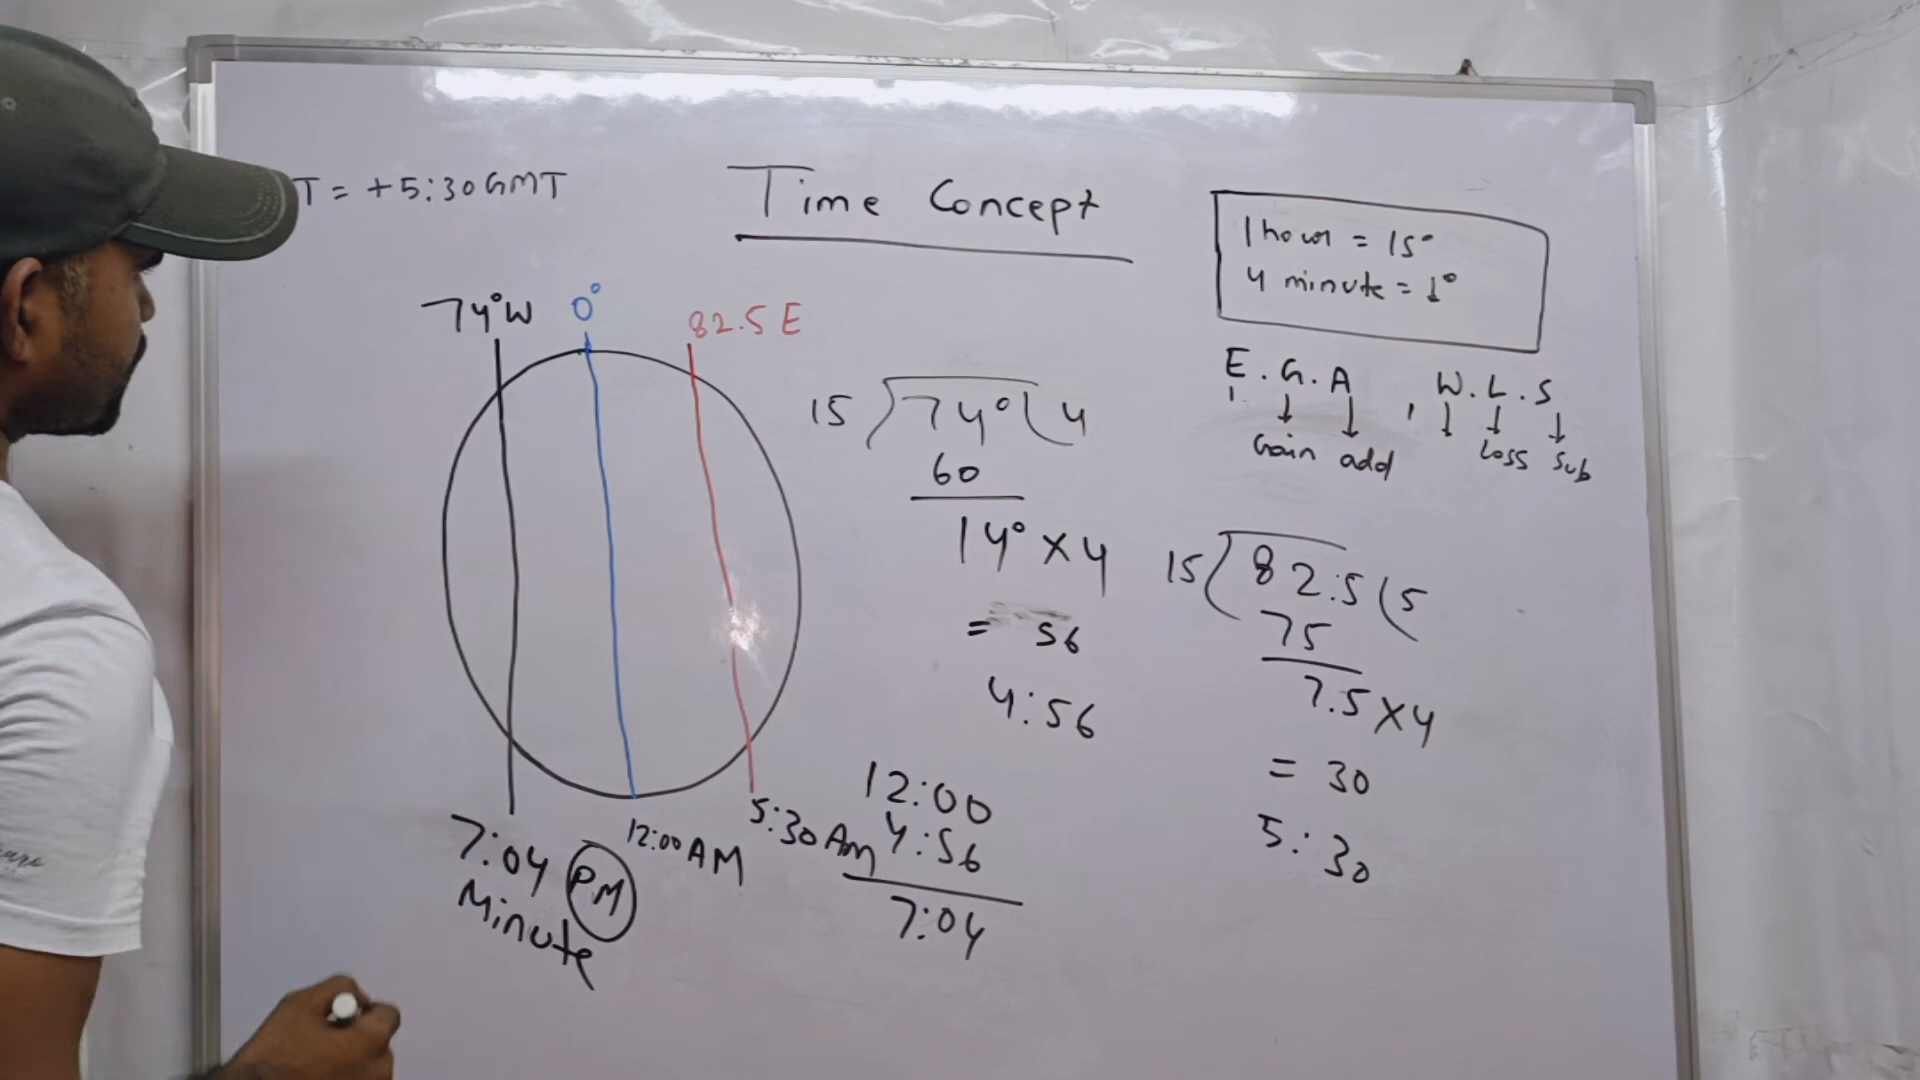 T = +5:30 GMT
Time Concept
1 hour = 15°
4 minute = 1°
74°W 0° 82.5 E
E. G. A W. L. S
Gain add Loss Sub
15 74° 4
60
14° × 4
= 56
4:56
15 82.5 5
75
7.5 × 4
= 30
5:30
12:00
4:56
7:04
7:04 PM
Minute
12:00 AM
5:30 Am